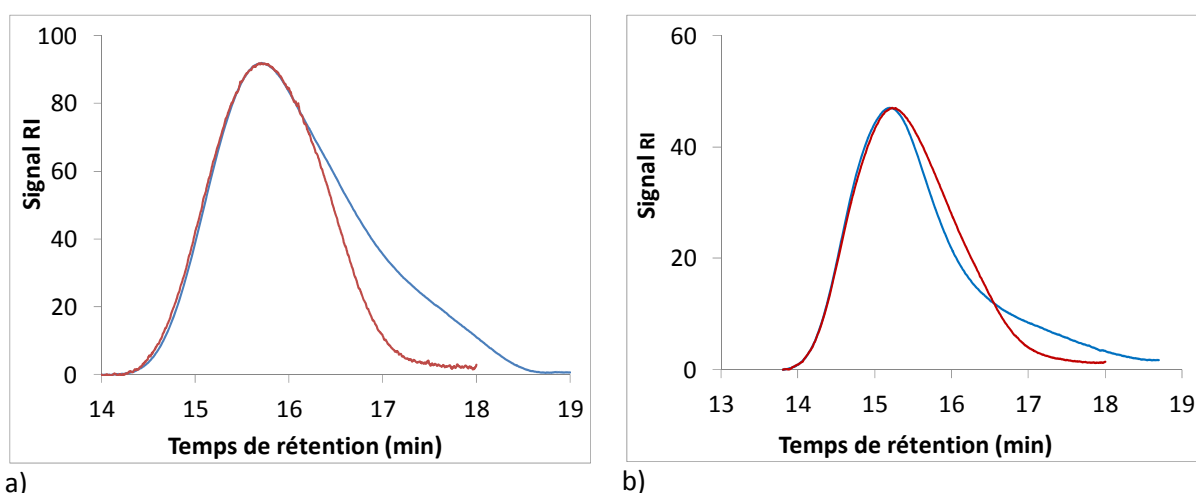 100
80
60
40
20
0
Signal RI
14 15 16 17 18 19
Temps de rétention (min)
a)
60
40
20
0
Signal RI
13 14 15 16 17 18 19
Temps de rétention (min)
b)